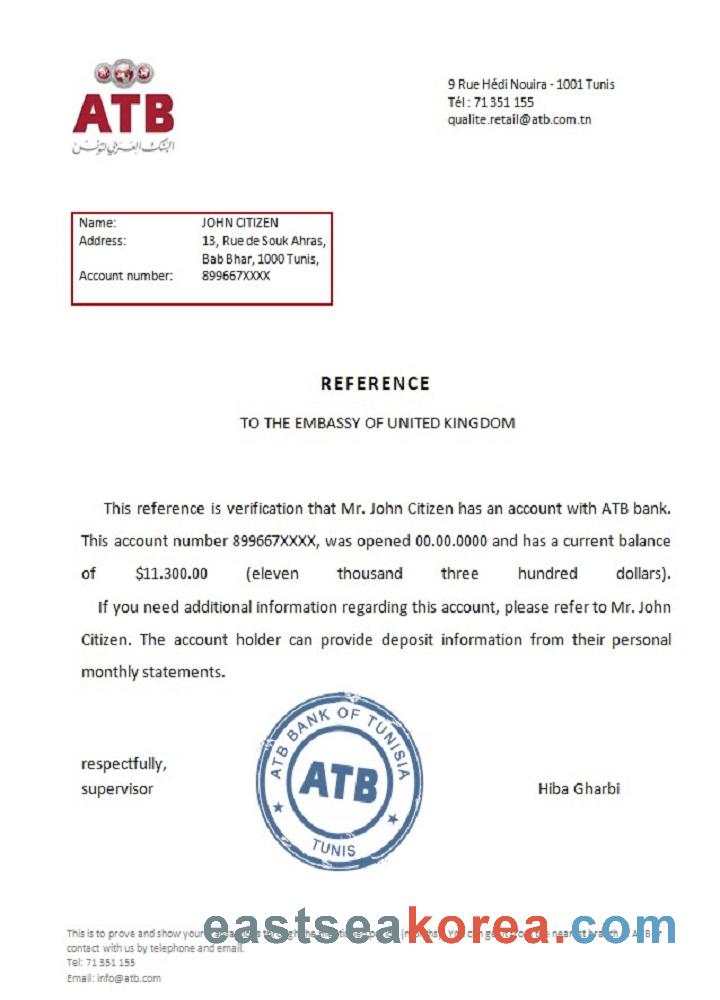 ATB
البنك العربي لتونس
9 Rue Hédi Nouira - 1001 Tunis
Tél : 71 351 155
qualite.retail@atb.com.tn
Name: JOHN CITIZEN
Address: 13, Rue de Souk Ahras,
Bab Bhar, 1000 Tunis,
Account number: 899667XXXX
REFERENCE
TO THE EMBASSY OF UNITED KINGDOM
This reference is verification that Mr. John Citizen has an account with ATB bank.
This account number 899667XXXX, was opened 00.00.0000 and has a current balance
of $11.300.00 (eleven thousand three hundred dollars).
If you need additional information regarding this account, please refer to Mr. John
Citizen. The account holder can provide deposit information from their personal
monthly statements.
ATB BANK OF TUNISIA
ATB
TUNIS
respectfully,
supervisor
Hiba Gharbi
eastseakorea.com
This is to prove and show your
contact with us by telephone and email.
Tel: 71 351 155
Email: info@atb.com